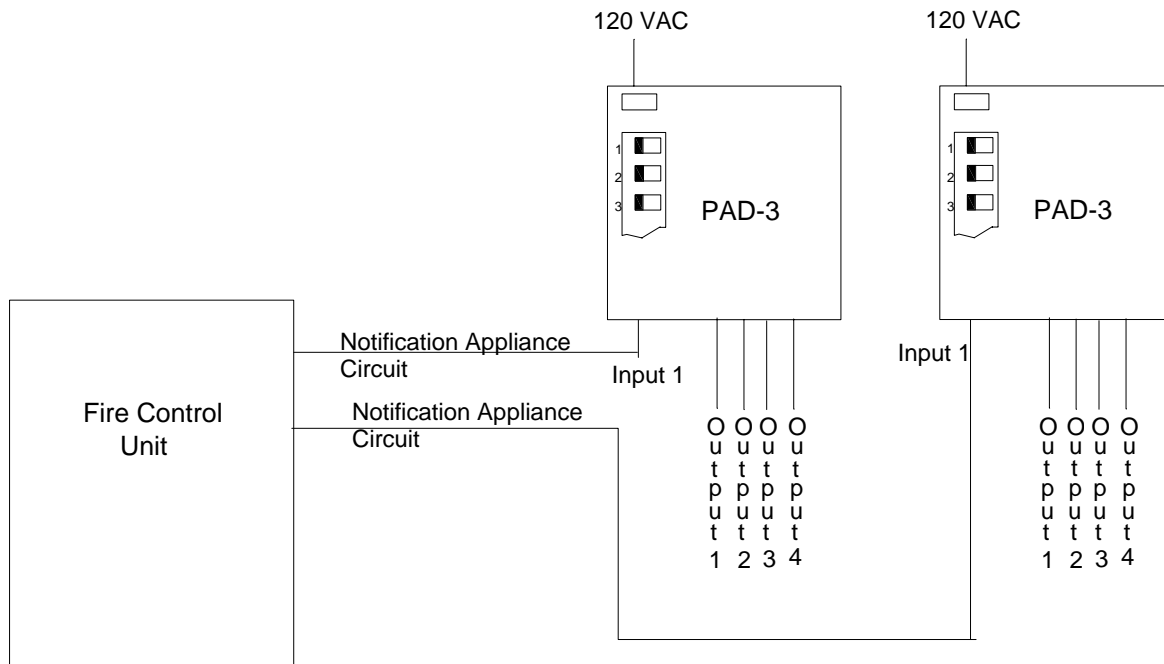 120 VAC
120 VAC
1
2
3
PAD-3
1
2
3
PAD-3
Notification Appliance
Circuit
Input 1
Input 1
Fire Control
Unit
Notification Appliance
Circuit
Output 1
Output 2
Output 3
Output 4
Output 1
Output 2
Output 3
Output 4